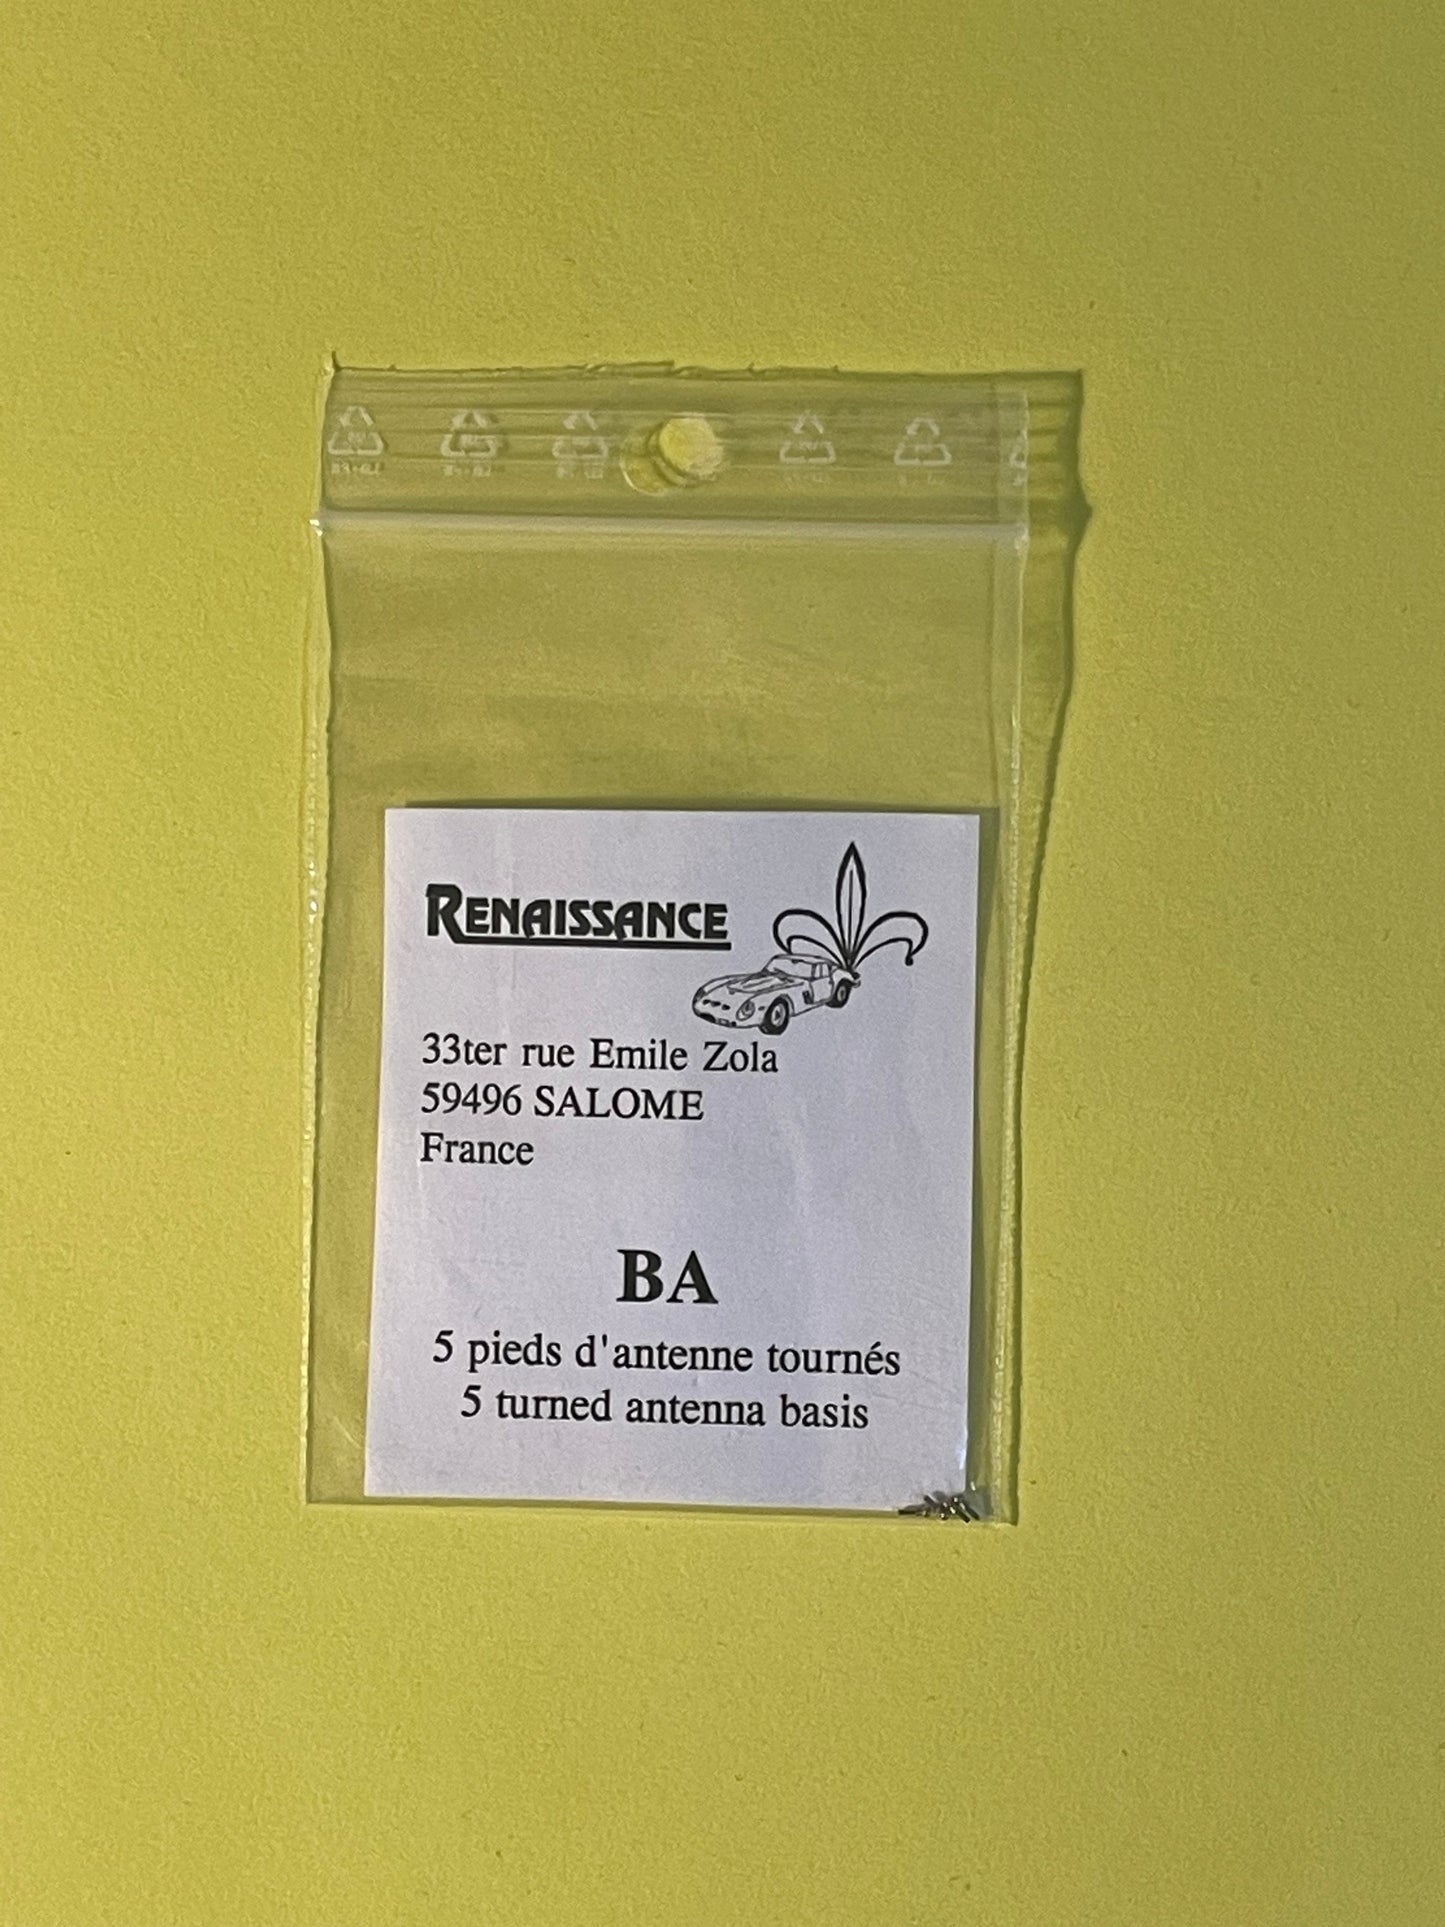 RENAISSANCE
33ter rue Emile Zola
59496 SALOME
France
BA
5 pieds d'antenne tournés
5 turned antenna basis